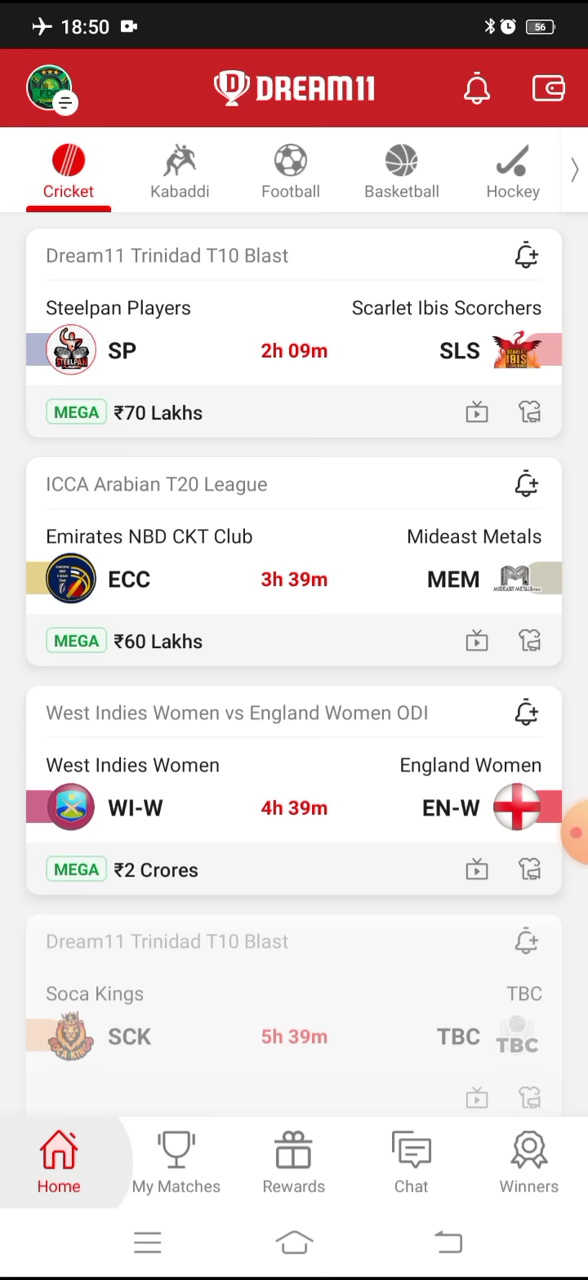 18:50
56
DREAM11
Cricket
Kabaddi
Football
Basketball
Hockey
Dream11 Trinidad T10 Blast
Steelpan Players
Scarlet Ibis Scorchers
SP
2h 09m
SLS
MEGA ₹70 Lakhs
ICCA Arabian T20 League
Emirates NBD CKT Club
Mideast Metals
ECC
3h 39m
MEM
MEGA ₹60 Lakhs
West Indies Women vs England Women ODI
West Indies Women
England Women
WI-W
4h 39m
EN-W
MEGA ₹2 Crores
Dream11 Trinidad T10 Blast
Soca Kings
TBC
SCK
5h 39m
TBC
TBC
Home
My Matches
Rewards
Chat
Winners